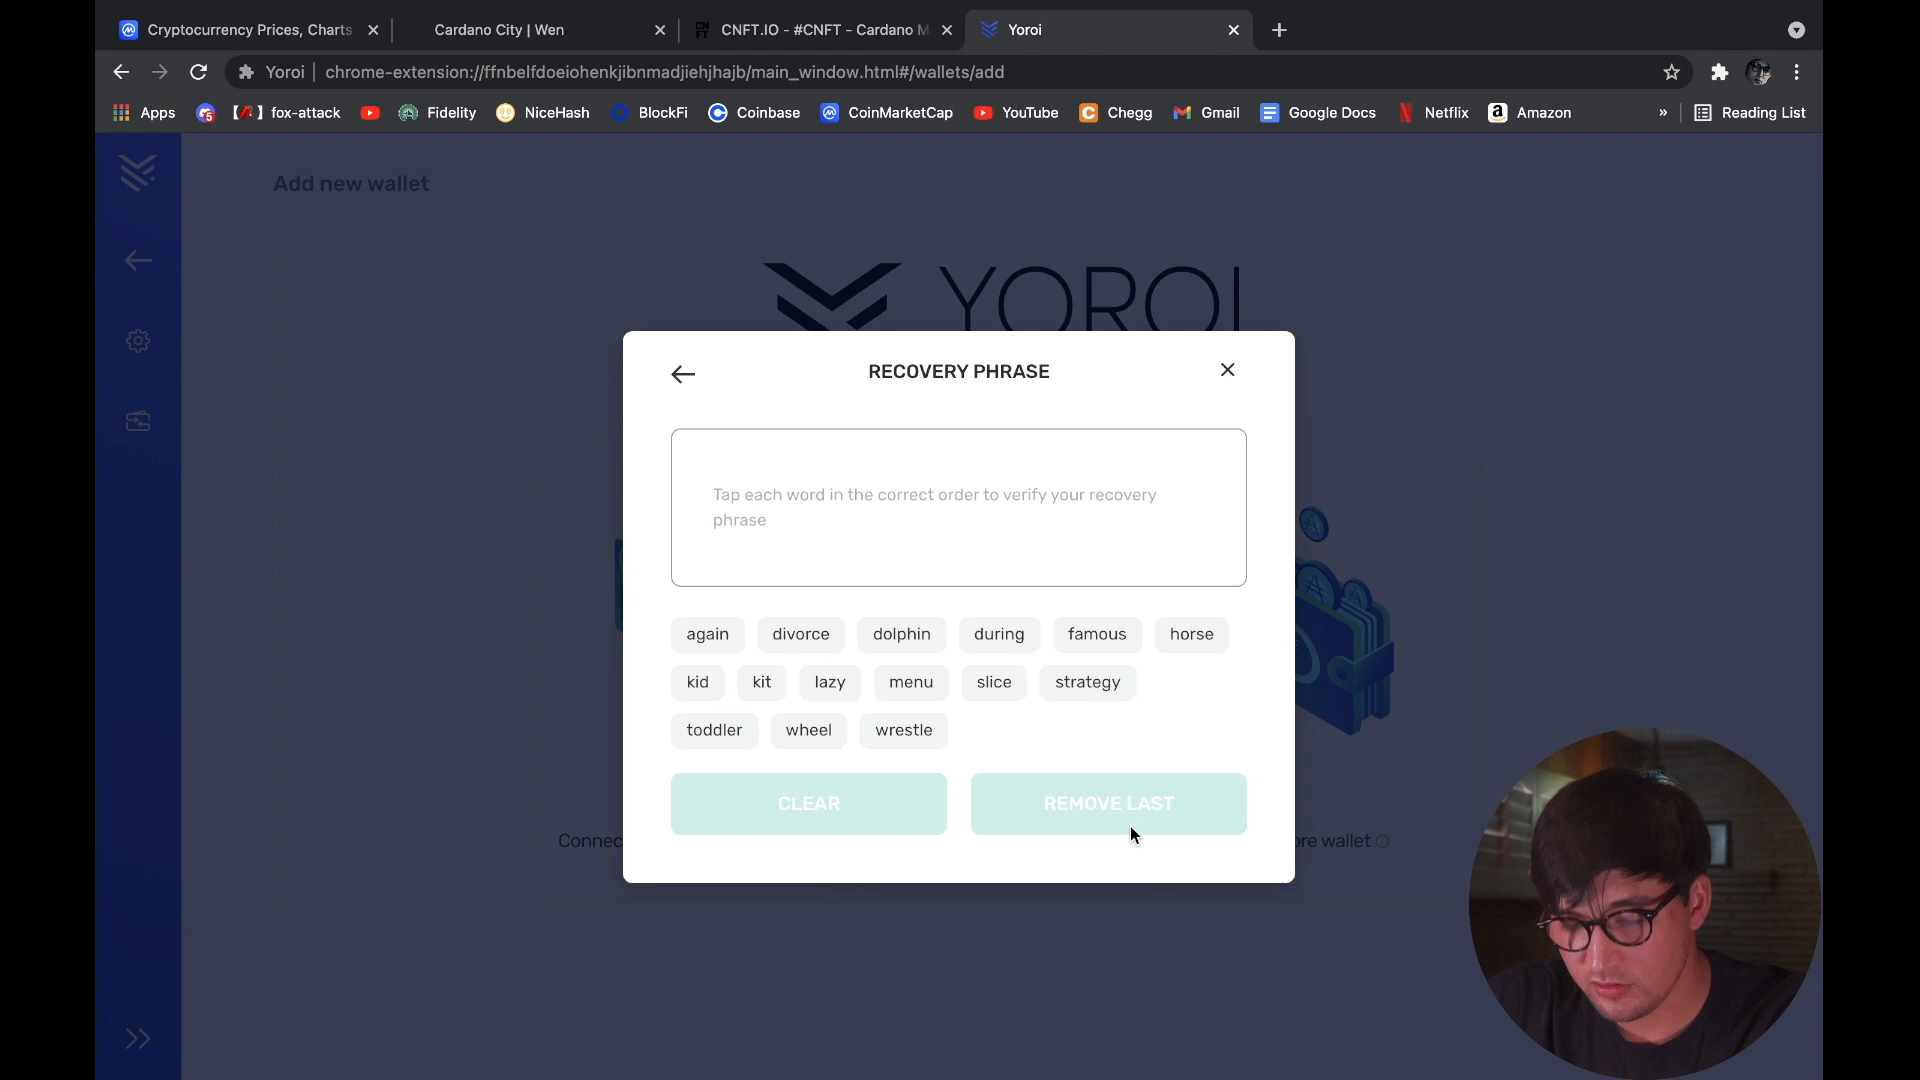 Cryptocurrency Prices, Charts
Cardano City | Wen
CNFT.IO - #CNFT - Cardano M
Yoroi
Yoroi | chrome-extension://ffnbelfdoeiohenkjibnmadjiehjhajb/main_window.html#/wallets/add
Apps
5
fox-attack
Fidelity
NiceHash
BlockFi
Coinbase
CoinMarketCap
YouTube
Chegg
Gmail
Google Docs
Netflix
Amazon
Reading List
Add new wallet
YOROI
RECOVERY PHRASE
Tap each word in the correct order to verify your recovery
phrase
again divorce dolphin during famous horse
kid kit lazy menu slice strategy
toddler wheel wrestle
CLEAR REMOVE LAST
Connec
ore wallet